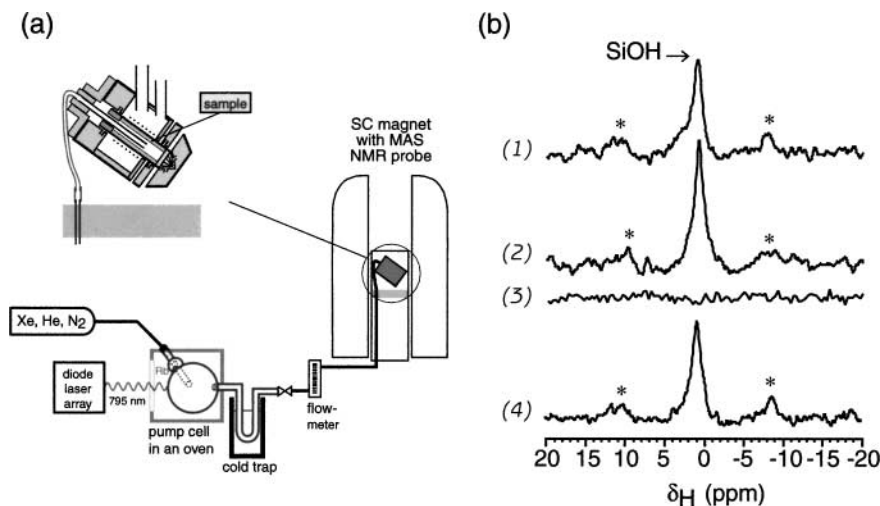 (a)
sample
SC magnet
with MAS
NMR probe
Xe, He, N2
Rb
diode
laser
array
795 nm
pump cell
in an oven
cold trap
flow-
meter
(b)
SiOH →
(1)
* *
(2)
* *
(3)
(4)
* *
20 15 10 5 0 -5 -10 -15 -20
δH (ppm)